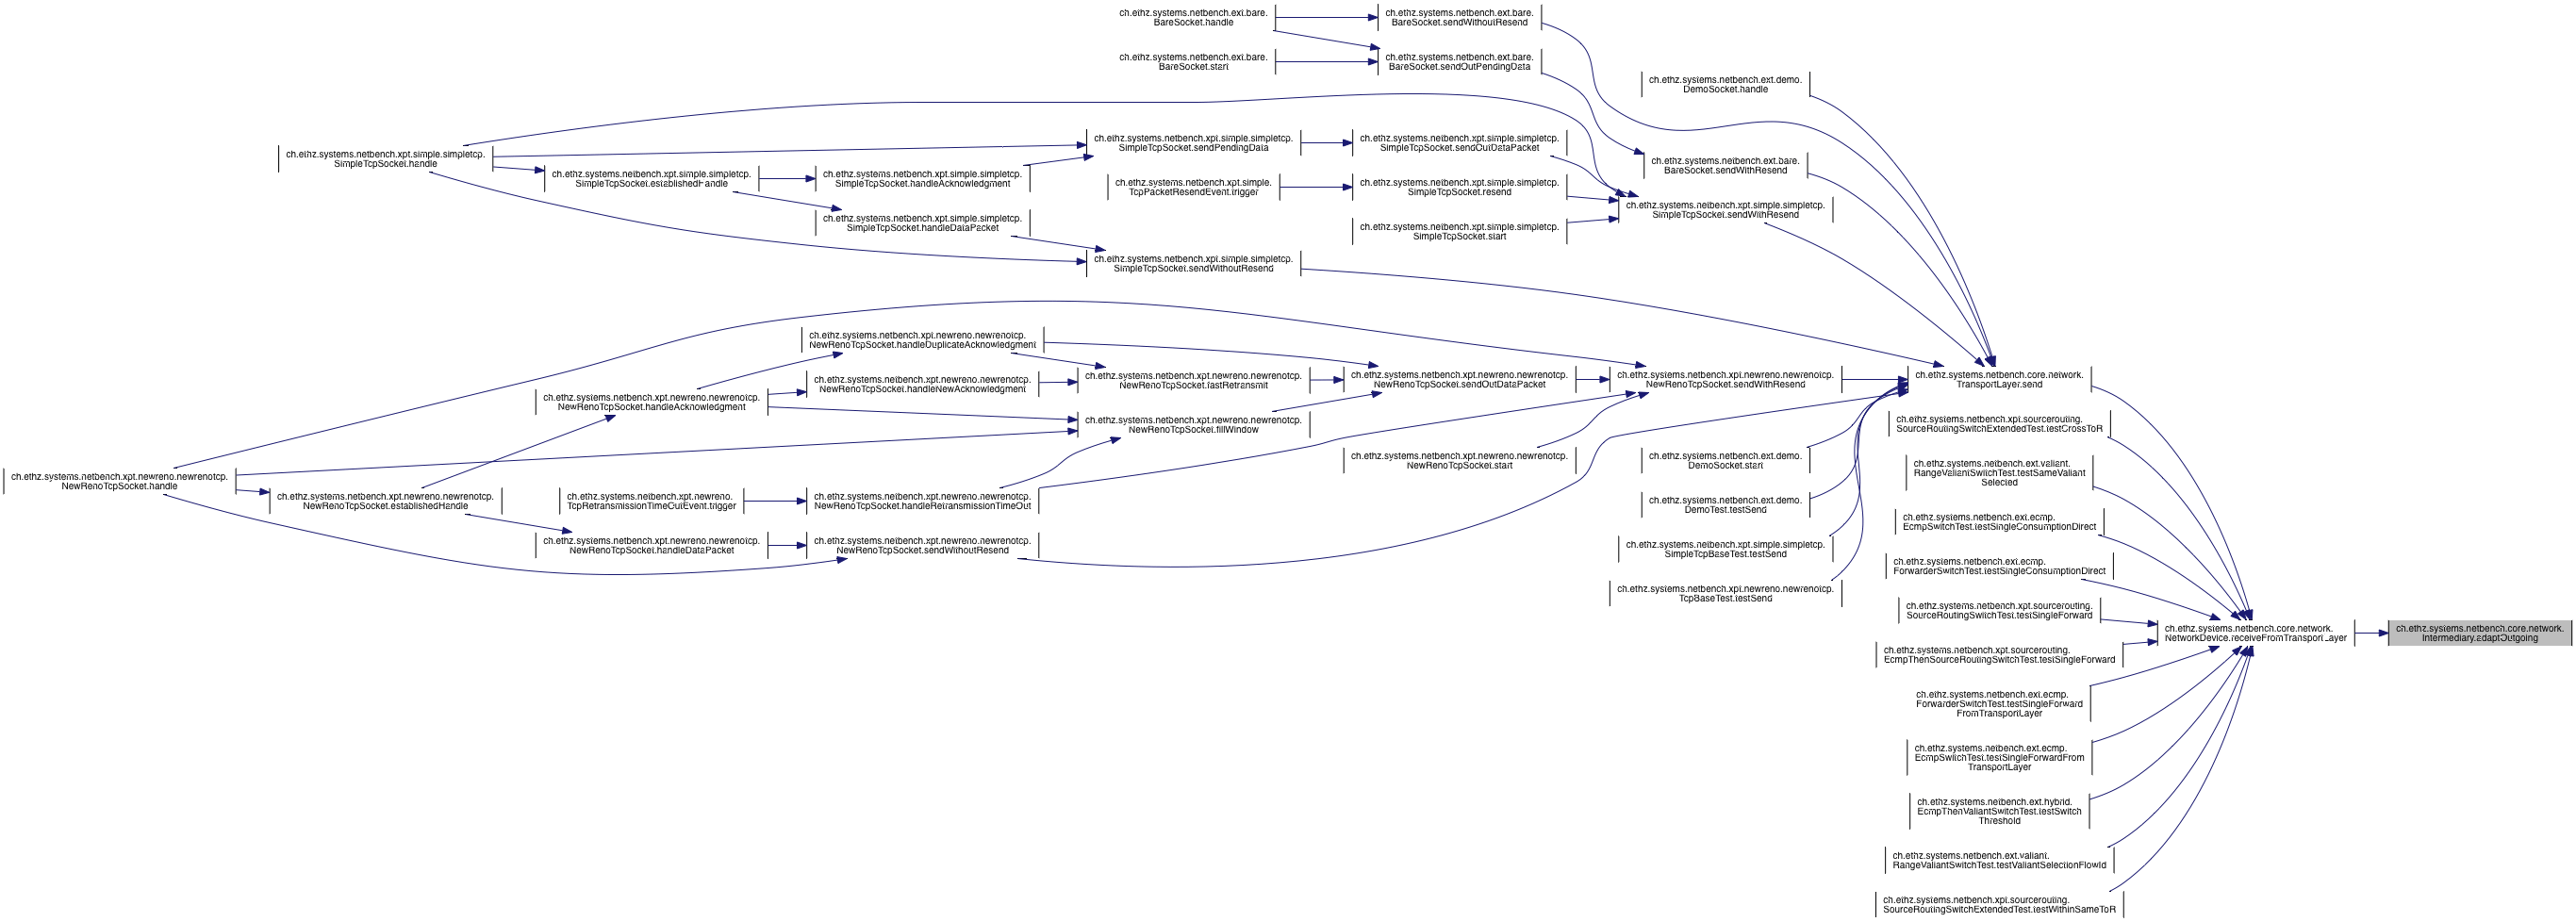 ch.ethz.systems.netbench.ext.bare.
BareSocket.handle
ch.ethz.systems.netbench.ext.bare.
BareSocket.sendWithoutResend
ch.ethz.systems.netbench.ext.bare.
BareSocket.start
ch.ethz.systems.netbench.ext.bare.
BareSocket.sendOutPendingData
ch.ethz.systems.netbench.ext.demo.
DemoSocket.handle
ch.ethz.systems.netbench.xpt.simple.simpletcp.
SimpleTcpSocket.handle
ch.ethz.systems.netbench.xpt.simple.simpletcp.
SimpleTcpSocket.establishedHandle
ch.ethz.systems.netbench.xpt.simple.simpletcp.
SimpleTcpSocket.handleAcknowledgment
ch.ethz.systems.netbench.xpt.simple.simpletcp.
SimpleTcpSocket.handleDataPacket
ch.ethz.systems.netbench.xpt.simple.simpletcp.
SimpleTcpSocket.sendPendingData
ch.ethz.systems.netbench.xpt.simple.
TcpPacketResendEvent.trigger
ch.ethz.systems.netbench.xpt.simple.simpletcp.
SimpleTcpSocket.sendWithoutResend
ch.ethz.systems.netbench.xpt.simple.simpletcp.
SimpleTcpSocket.sendOutDataPacket
ch.ethz.systems.netbench.xpt.simple.simpletcp.
SimpleTcpSocket.resend
ch.ethz.systems.netbench.xpt.simple.simpletcp.
SimpleTcpSocket.start
ch.ethz.systems.netbench.ext.bare.
BareSocket.sendWithResend
ch.ethz.systems.netbench.xpt.simple.simpletcp.
SimpleTcpSocket.sendWithResend
ch.ethz.systems.netbench.xpt.newreno.newrenotcp.
NewRenoTcpSocket.handle
ch.ethz.systems.netbench.xpt.newreno.newrenotcp.
NewRenoTcpSocket.establishedHandle
ch.ethz.systems.netbench.xpt.newreno.newrenotcp.
NewRenoTcpSocket.handleAcknowledgment
ch.ethz.systems.netbench.xpt.newreno.
TcpRetransmissionTimeOutEvent.trigger
ch.ethz.systems.netbench.xpt.newreno.newrenotcp.
NewRenoTcpSocket.handleDataPacket
ch.ethz.systems.netbench.xpt.newreno.newrenotcp.
NewRenoTcpSocket.handleDuplicateAcknowledgment
ch.ethz.systems.netbench.xpt.newreno.newrenotcp.
NewRenoTcpSocket.handleNewAcknowledgment
ch.ethz.systems.netbench.xpt.newreno.newrenotcp.
NewRenoTcpSocket.handleRetransmissionTimeOut
ch.ethz.systems.netbench.xpt.newreno.newrenotcp.
NewRenoTcpSocket.sendWithoutResend
ch.ethz.systems.netbench.xpt.newreno.newrenotcp.
NewRenoTcpSocket.fastRetransmit
ch.ethz.systems.netbench.xpt.newreno.newrenotcp.
NewRenoTcpSocket.fillWindow
ch.ethz.systems.netbench.xpt.newreno.newrenotcp.
NewRenoTcpSocket.sendOutDataPacket
ch.ethz.systems.netbench.xpt.newreno.newrenotcp.
NewRenoTcpSocket.start
ch.ethz.systems.netbench.xpt.newreno.newrenotcp.
NewRenoTcpSocket.sendWithResend
ch.ethz.systems.netbench.ext.demo.
DemoSocket.start
ch.ethz.systems.netbench.ext.demo.
DemoTest.testSend
ch.ethz.systems.netbench.xpt.simple.simpletcp.
SimpleTcpBaseTest.testSend
ch.ethz.systems.netbench.xpt.newreno.newrenotcp.
TcpBaseTest.testSend
ch.ethz.systems.netbench.core.network.
TransportLayer.send
ch.ethz.systems.netbench.xpt.sourcerouting.
SourceRoutingSwitchExtendedTest.testCrossToR
ch.ethz.systems.netbench.ext.valiant.
RangeValiantSwitchTest.testSameValiant
Selected
ch.ethz.systems.netbench.ext.ecmp.
EcmpSwitchTest.testSingleConsumptionDirect
ch.ethz.systems.netbench.ext.ecmp.
ForwarderSwitchTest.testSingleConsumptionDirect
ch.ethz.systems.netbench.xpt.sourcerouting.
SourceRoutingSwitchTest.testSingleForward
ch.ethz.systems.netbench.xpt.sourcerouting.
EcmpThenSourceRoutingSwitchTest.testSingleForward
ch.ethz.systems.netbench.ext.ecmp.
ForwarderSwitchTest.testSingleForward
FromTransportLayer
ch.ethz.systems.netbench.ext.ecmp.
EcmpSwitchTest.testSingleForwardFrom
TransportLayer
ch.ethz.systems.netbench.ext.hybrid.
EcmpThenValiantSwitchTest.testSwitch
Threshold
ch.ethz.systems.netbench.ext.valiant.
RangeValiantSwitchTest.testValiantSelectionFlowId
ch.ethz.systems.netbench.xpt.sourcerouting.
SourceRoutingSwitchExtendedTest.testWithinSameToR
ch.ethz.systems.netbench.core.network.
NetworkDevice.receiveFromTransportLayer
ch.ethz.systems.netbench.core.network.
Intermediary.adaptOutgoing